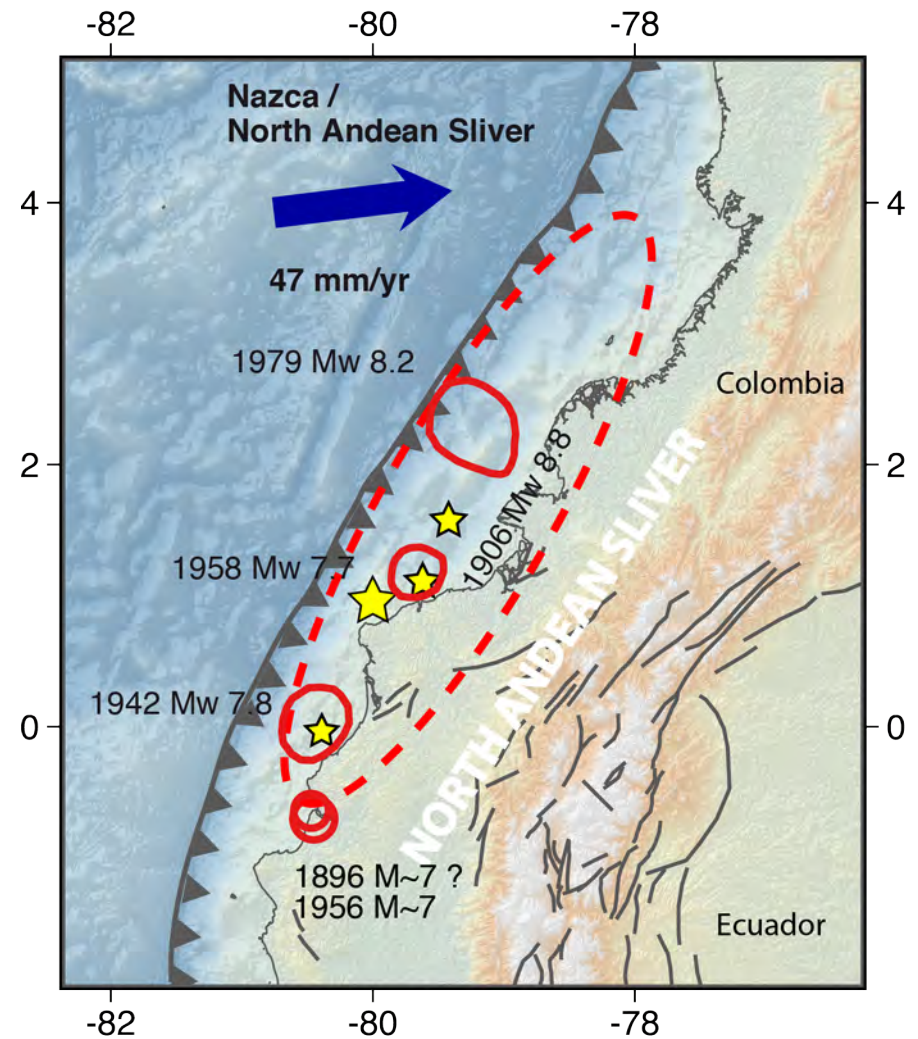 -82 -80 -78
Nazca /
North Andean Sliver
4 4
47 mm/yr
1979 Mw 8.2
Colombia
2 2
1906 Mw 8.8
1958 Mw 7.7
NORTH ANDEAN SLIVER
1942 Mw 7.8
0 0
1896 M~7 ?
1956 M~7
Ecuador
-82 -80 -78